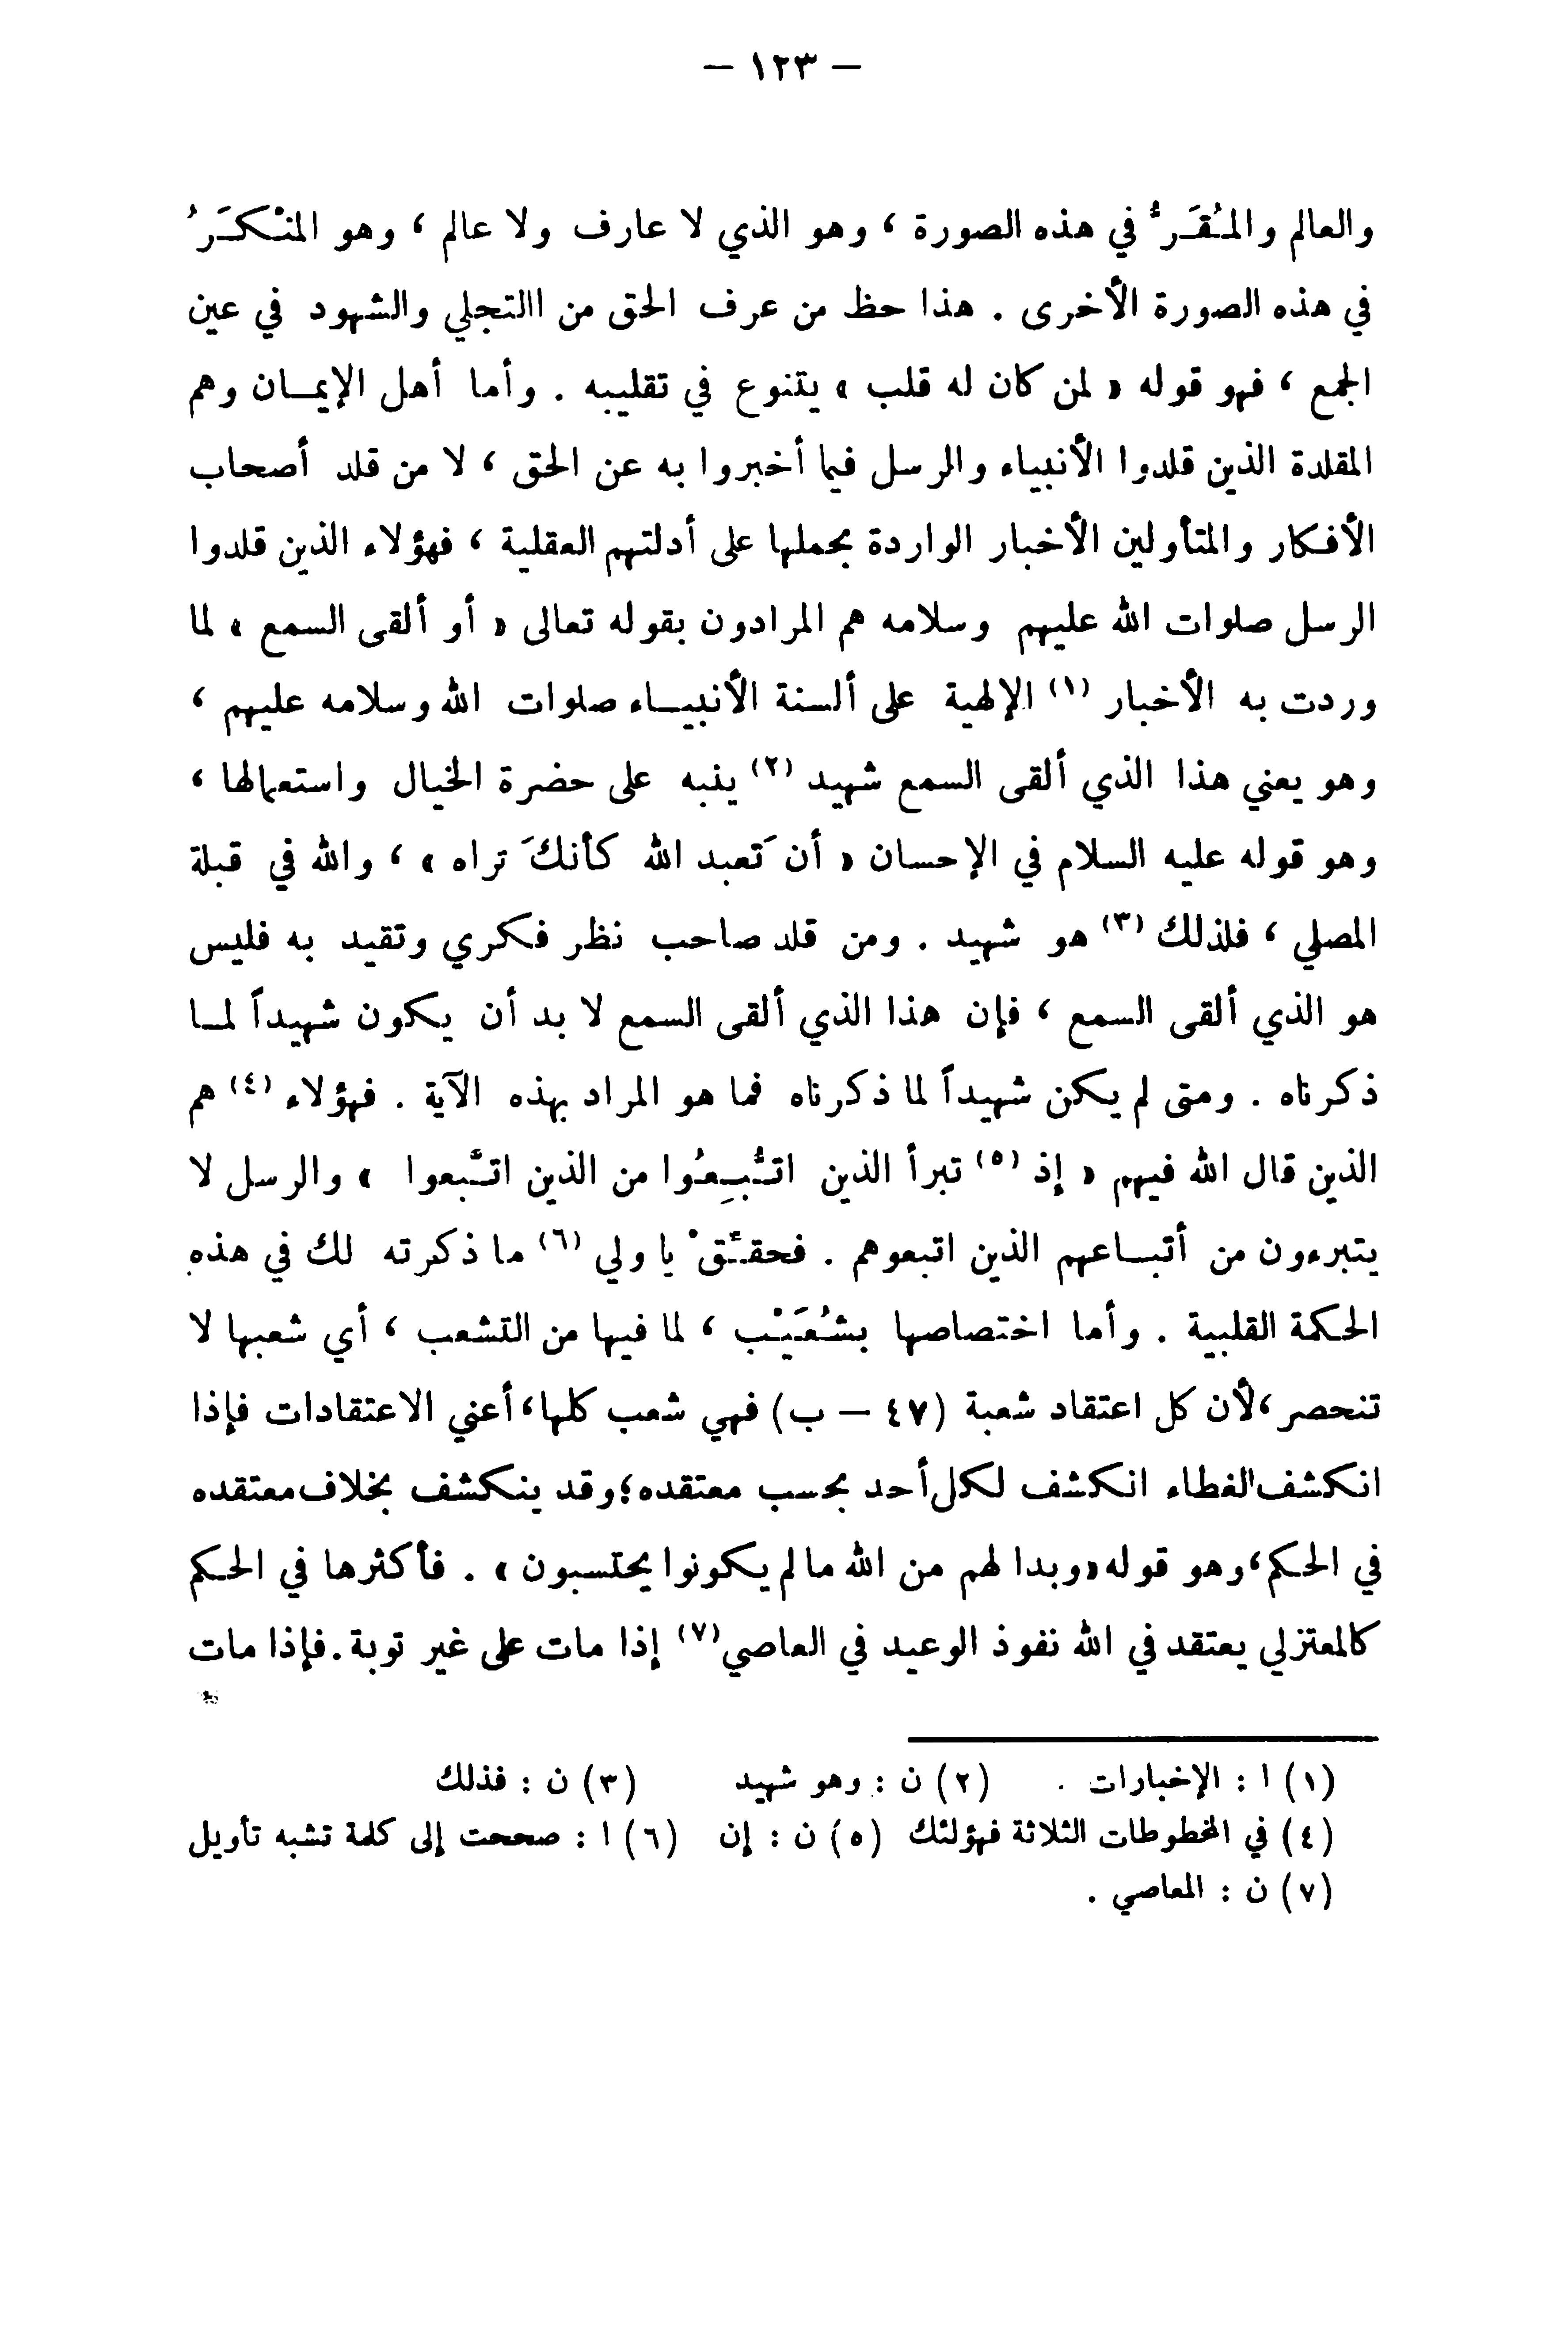 — ١٢٣ —
والعالم والمُقَرُّ في هذه الصورة ، وهو الذي لا عارف ولا عالم ، وهو المنْكَرُ
في هذه الصورة الأخرى . هذا حظ من عرف الحق من االتجلي والشهود في عين
الجمع ، فهو قوله « لمن كان له قلب » يتنوع في تقليبه . وأما أهل الإيمان وهم
المقلدة الذين قلدوا الأنبياء والرسل فيما أخبروا به عن الحق ، لا من قلد أصحاب
الأفكار والمتأولين الأخبار الواردة بحملها على أدلتهم العقلية ، فهؤلاء الذين قلدوا
الرسل صلوات الله عليهم وسلامه هم المرادون بقوله تعالى « أو ألقى السمع » لما
وردت به الأخبار (١) الإلهية على ألسنة الأنبياء صلوات الله وسلامه عليهم ،
وهو يعني هذا الذي ألقى السمع شهيد (٢) ينبه على حضرة الخيال واستعمالها ،
وهو قوله عليه السلام في الإحسان « أن تَعبد الله كأنكَ تراه » ، والله في قبلة
المصلي ، فلذلك (٣) هو شهيد . ومن قلد صاحب نظر فكري وتقيد به فليس
هو الذي ألقى السمع ، فإن هذا الذي ألقى السمع لا بد أن يكون شهيداً لما
ذكرناه . ومتى لم يكن شهيداً لما ذكرناه فما هو المراد بهذه الآية . فهؤلاء (٤) هم
الذين قال الله فيهم « إذ (٥) تبرأ الذين اتُّبِعُوا من الذين اتَّبعوا » والرسل لا
يتبرءون من أتباعهم الذين اتبعوهم . فحقِّقْ يا ولي (٦) ما ذكرته لك في هذه
الحكمة القلبية . وأما اختصاصها بشُعَيْب ، لما فيها من التشعب ، أي شعبها لا
تنحصر ، لأن كل اعتقاد شعبة (٤٧ — ب) فهي شعب كلها ، أعني الاعتقادات فإذا
انكشف الغطاء انكشف لكل أحد بحسب معتقده ؛ وقد ينكشف بخلاف معتقده
في الحكم ، وهو قوله « وبدا لهم من الله ما لم يكونوا يحتسبون » . فأكثرها في الحكم
كالمعتزلي يعتقد في الله نفوذ الوعيد في العاصي (٧) إذا مات على غير توبة . فإذا مات
(١) ا : الإخبارات . (٢) ن : وهو شهيد (٣) ن : فذلك
(٤) في المخطوطات الثلاثة فهؤلئك (٥) ن : إن (٦) ا : صححت إلى كلمة تشبه تأويل
(٧) ن : المعاصي .